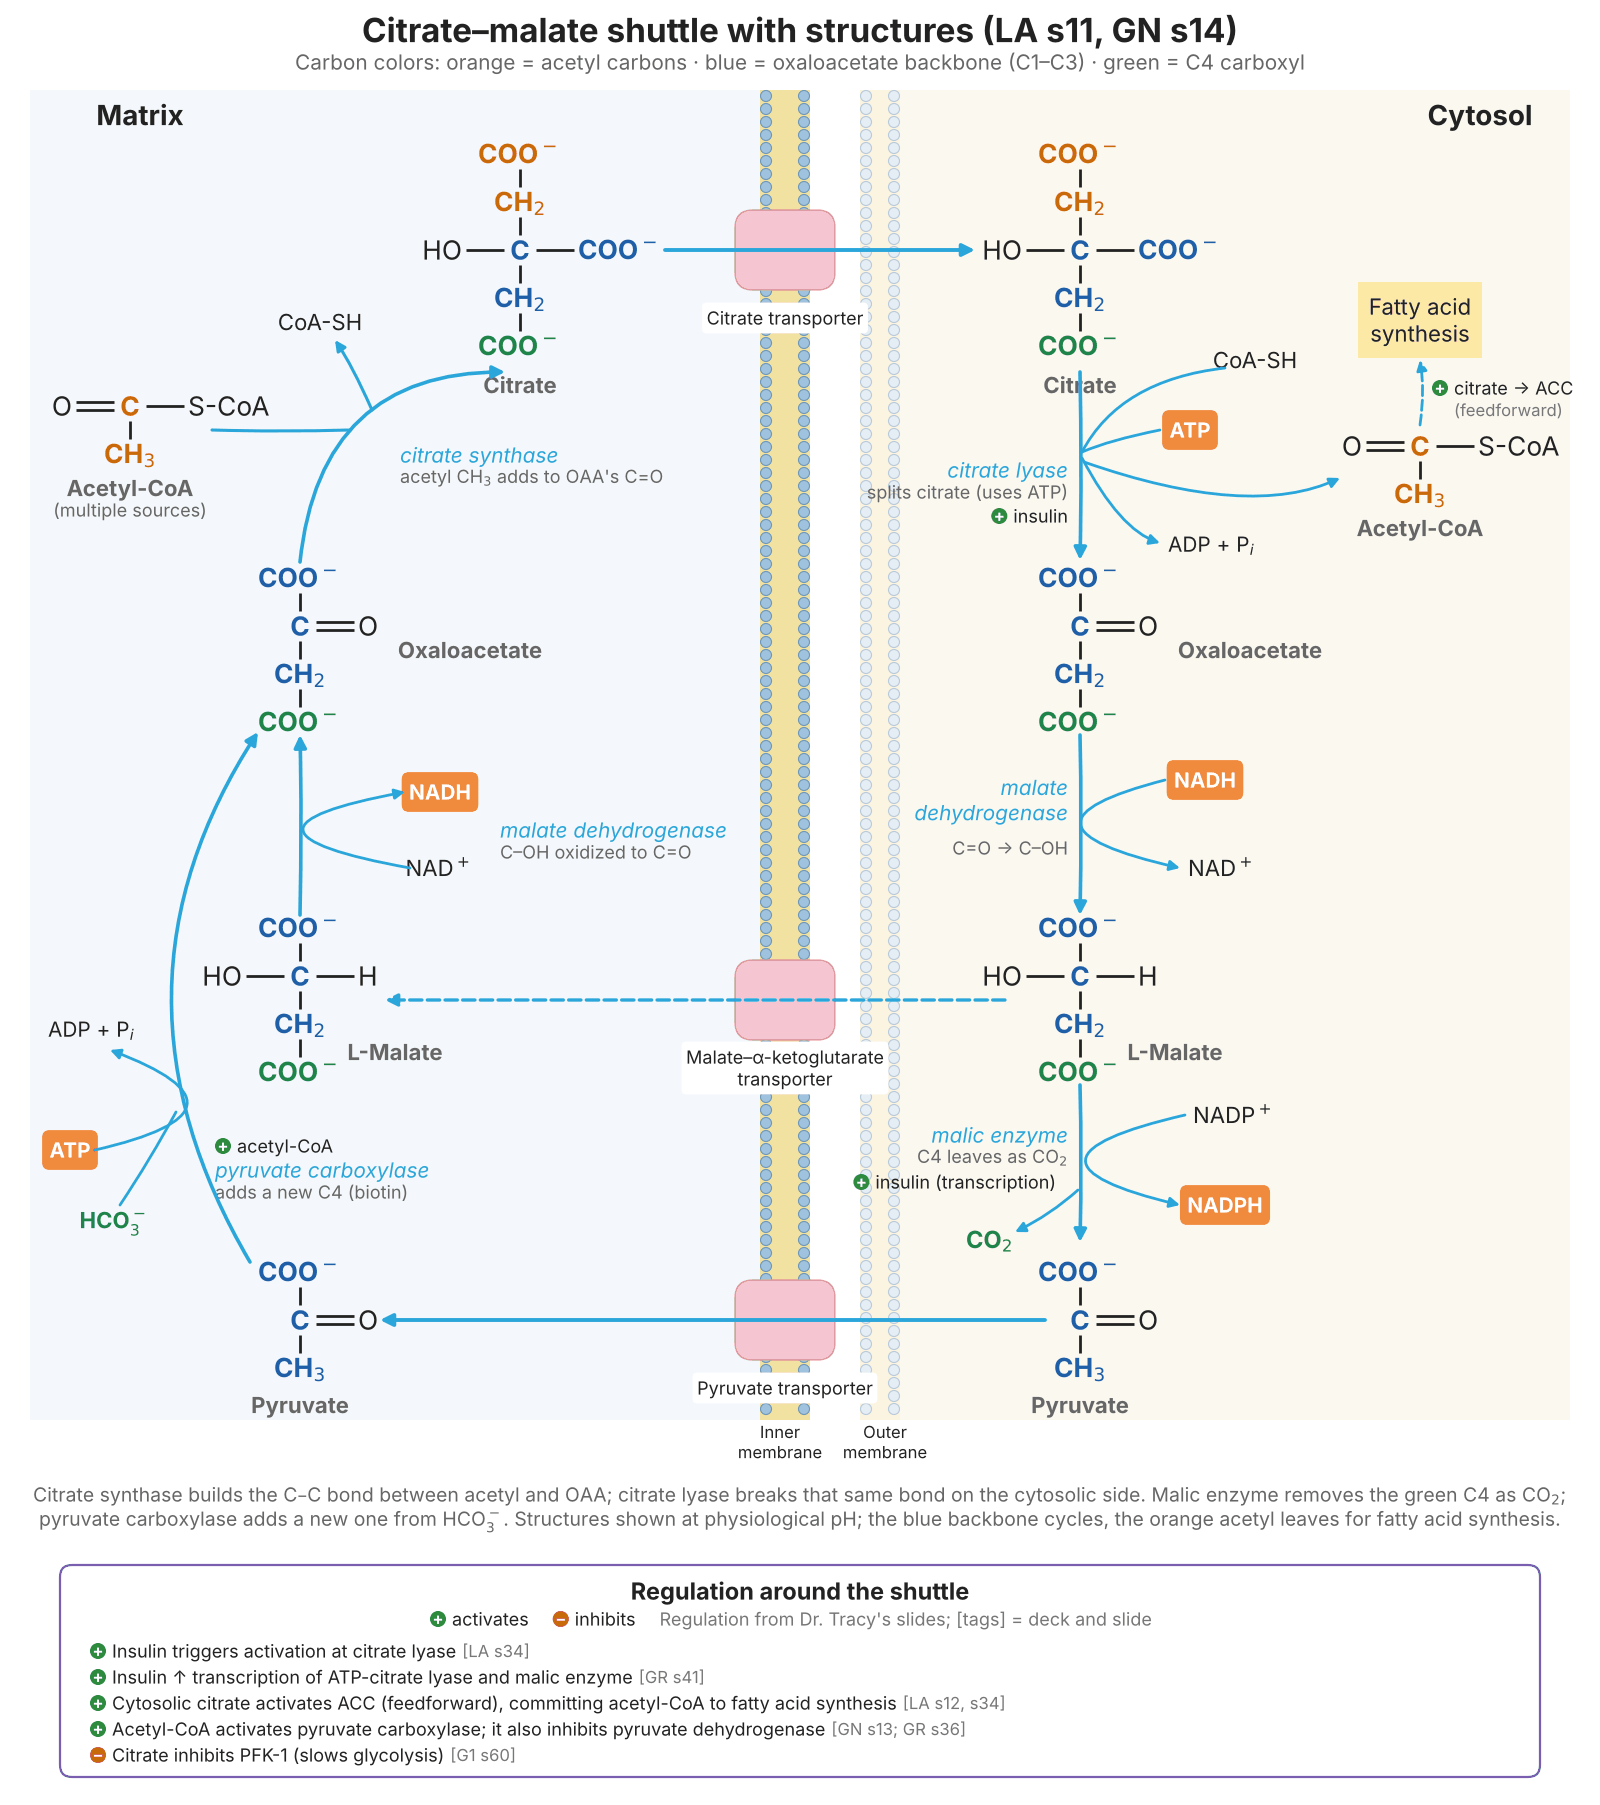 Citrate–malate shuttle with structures (LA s11, GN s14)
Carbon colors: orange = acetyl carbons · blue = oxaloacetate backbone (C1–C3) · green = C4 carboxyl
Matrix
Cytosol
COO⁻
CH₂
HO C COO⁻
CH₂
COO⁻
Citrate
CoA-SH
O C S-CoA
CH₃
Acetyl-CoA
(multiple sources)
citrate synthase
acetyl CH₃ adds to OAA's C=O
Citrate transporter
COO⁻
CH₂
HO C COO⁻
CH₂
COO⁻
Citrate
CoA-SH
ATP
citrate lyase
splits citrate (uses ATP)
+ insulin
ADP + Pᵢ
Fatty acid
synthesis
+ citrate → ACC
(feedforward)
O C S-CoA
CH₃
Acetyl-CoA
COO⁻
C O
CH₂
COO⁻
Oxaloacetate
COO⁻
C O
CH₂
COO⁻
Oxaloacetate
NADH
malate dehydrogenase
C–OH oxidized to C=O
NAD⁺
malate
dehydrogenase
C=O → C–OH
NADH
NAD⁺
COO⁻
HO C H
CH₂
COO⁻
L-Malate
Malate–α-ketoglutarate
transporter
COO⁻
HO C H
CH₂
COO⁻
L-Malate
ADP + Pᵢ
ATP
HCO₃⁻
+ acetyl-CoA
pyruvate carboxylase
adds a new C4 (biotin)
NADP⁺
malic enzyme
C4 leaves as CO₂
+ insulin (transcription)
NADPH
CO₂
COO⁻
C O
CH₃
Pyruvate
Pyruvate transporter
COO⁻
C O
CH₃
Pyruvate
Inner
membrane
Outer
membrane
Citrate synthase builds the C–C bond between acetyl and OAA; citrate lyase breaks that same bond on the cytosolic side. Malic enzyme removes the green C4 as CO₂;
pyruvate carboxylase adds a new one from HCO₃⁻. Structures shown at physiological pH; the blue backbone cycles, the orange acetyl leaves for fatty acid synthesis.
Regulation around the shuttle
+ activates − inhibits Regulation from Dr. Tracy's slides; [tags] = deck and slide
+ Insulin triggers activation at citrate lyase [LA s34]
+ Insulin ↑ transcription of ATP-citrate lyase and malic enzyme [GR s41]
+ Cytosolic citrate activates ACC (feedforward), committing acetyl-CoA to fatty acid synthesis [LA s12, s34]
+ Acetyl-CoA activates pyruvate carboxylase; it also inhibits pyruvate dehydrogenase [GN s13; GR s36]
− Citrate inhibits PFK-1 (slows glycolysis) [G1 s60]